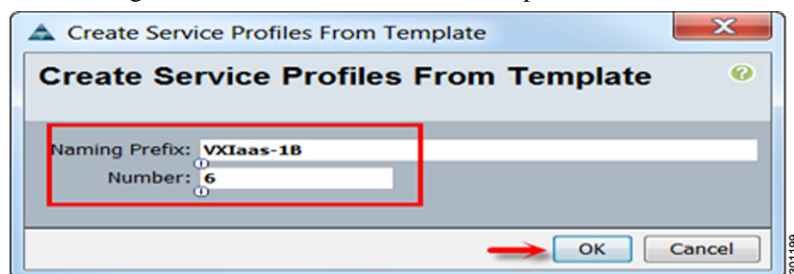 Create Service Profiles From Template
Create Service Profiles From Template
Naming Prefix: VXIaas-1B
Number: 6
OK Cancel